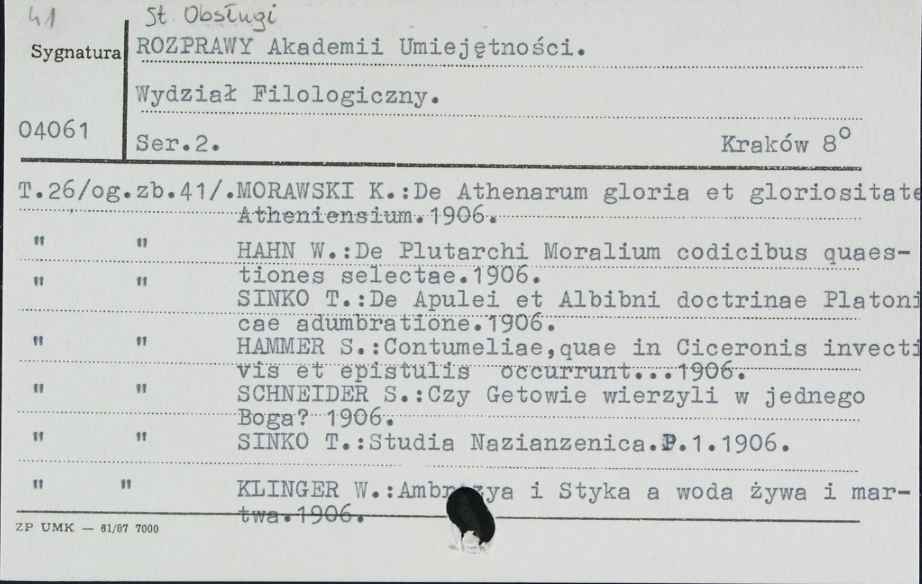 41 St. Obsługi
Sygnatura
ROZPRAWY Akademii Umiejętności.
Wydział Filologiczny.
04061
Ser.2. Kraków 8°
T.26/og.zb.41/.MORAWSKI K.:De Athenarum gloria et gloriositate
Atheniensium.1906.
" " HAHN W.:De Plutarchi Moralium codicibus quaes-
" " tiones selectae.1906.
SINKO T.:De Apulei et Albibni doctrinae Platoni
cae adumbratione.1906.
" " HAMMER S.:Contumeliae,quae in Ciceronis invecti
vis et epistulis occurrunt...1906.
" " SCHNEIDER S.:Czy Getowie wierzyli w jednego
Boga? 1906.
" " SINKO T.:Studia Nazianzenica.P.1.1906.
" " KLINGER W.: i Styka a woda żywa i mar-
twa.1906.
ZP UMK — 61/07 7000